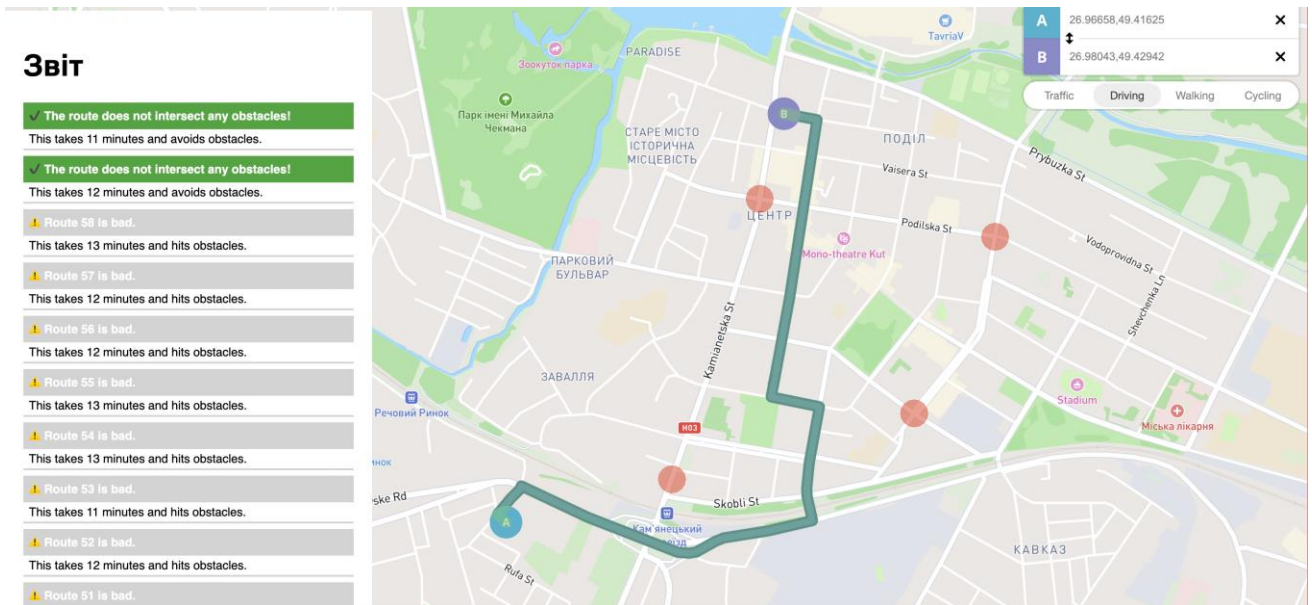 Звіт
✔ The route does not intersect any obstacles!
This takes 11 minutes and avoids obstacles.
✔ The route does not intersect any obstacles!
This takes 12 minutes and avoids obstacles.
⚠ Route 58 is bad.
This takes 13 minutes and hits obstacles.
⚠ Route 57 is bad.
This takes 12 minutes and hits obstacles.
⚠ Route 56 is bad.
This takes 12 minutes and hits obstacles.
⚠ Route 55 is bad.
This takes 13 minutes and hits obstacles.
⚠ Route 54 is bad.
This takes 13 minutes and hits obstacles.
⚠ Route 53 is bad.
This takes 11 minutes and hits obstacles.
⚠ Route 52 is bad.
This takes 12 minutes and hits obstacles.
⚠ Route 51 is bad.
A 26.96658,49.41625
B 26.98043,49.42942
Traffic Driving Walking Cycling
TavriaV
PARADISE
Зоокуток парка
Парк імені Михайла
Чекмана
СТАРЕ МІСТО
ІСТОРИЧНА
МІСЦЕВІСТЬ
B
ПОДІЛ
Vaisera St
Prybuzka St
ЦЕНТР
Podilska St
Mono-theatre Kut
Vodoprovidna St
ПАРКОВИЙ
БУЛЬВАР
Shevchenka Ln
Kamianetska St
ЗАВАЛЛЯ
Речовий Ринок
Stadium
Міська лікарня
H03
нок
ske Rd
Skobli St
A
Кам'янецький
їзд
КАВКАЗ
Rufa St